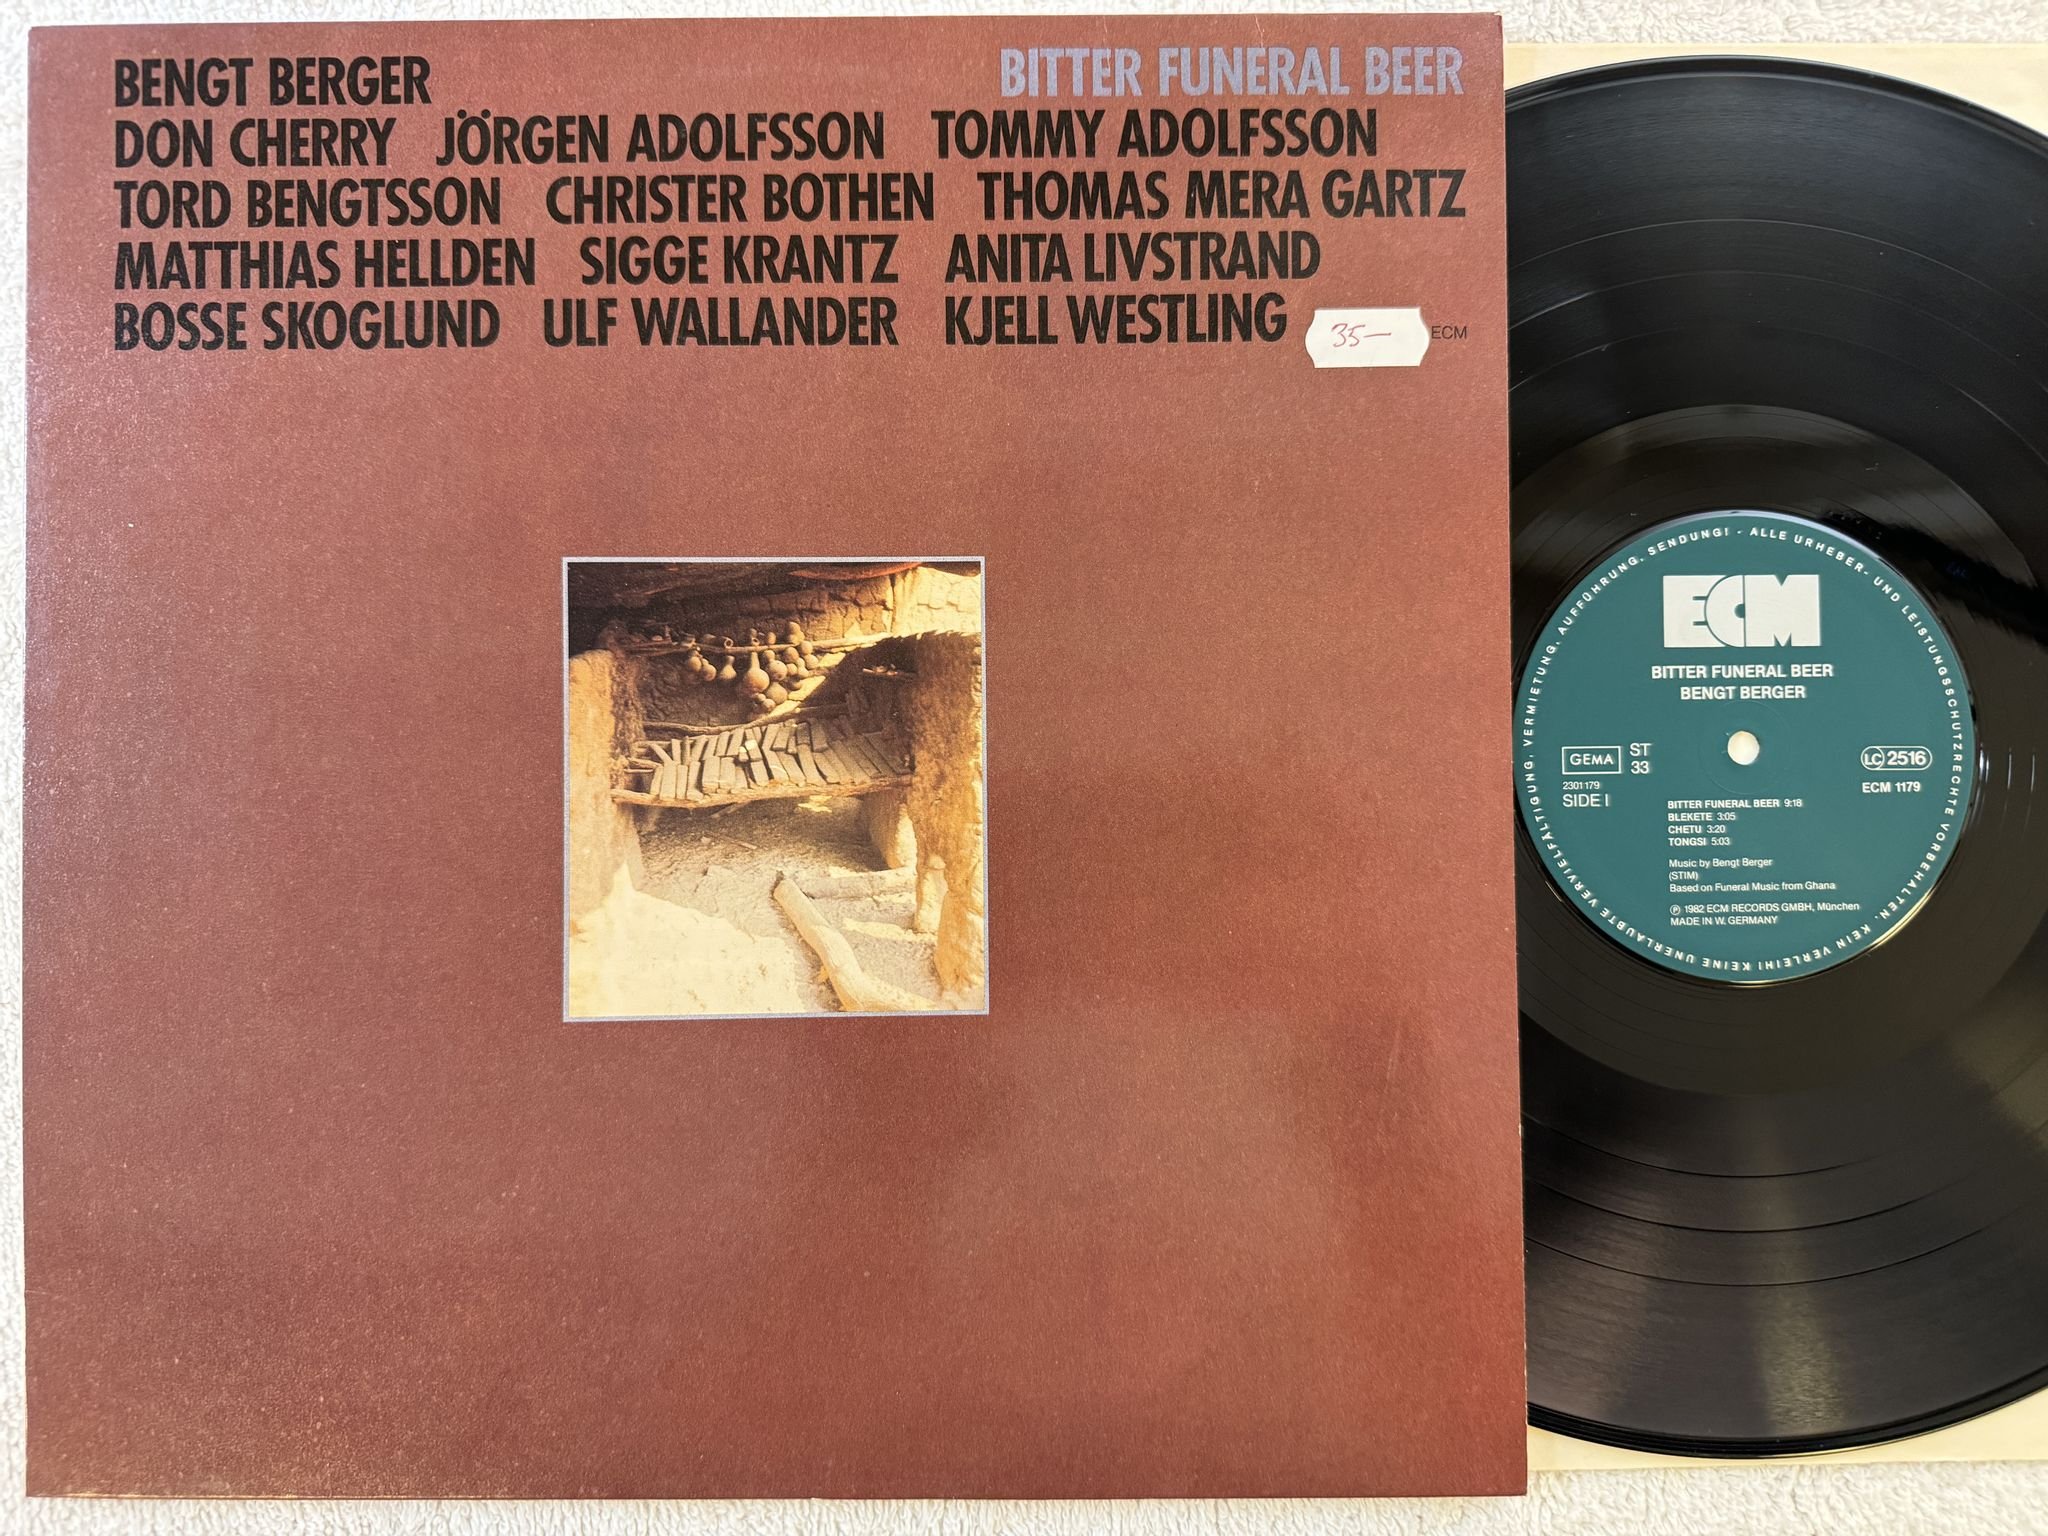 BENGT BERGER BITTER FUNERAL BEER
DON CHERRY JÖRGEN ADOLFSSON TOMMY ADOLFSSON
TORD BENGTSSON CHRISTER BOTHEN THOMAS MERA GARTZ
MATTHIAS HELLDEN SIGGE KRANTZ ANITA LIVSTRAND
BOSSE SKOGLUND ULF WALLANDER KJELL WESTLING
35— ECM
ALLE URHEBER- UND LEISTUNGSSCHUTZRECHTE VORBEHALTEN. KEIN VERLEIH! KEINE UNERLAUBTE VERVIELFÄLTIGUNG, VERMIETUNG, AUFFÜHRUNG, SENDUNG! -
ECM
BITTER FUNERAL BEER
BENGT BERGER
GEMA ST 33 LC 2516
2301179 ECM 1179
SIDE I
BITTER FUNERAL BEER 9:18
BLEKETE 3:05
CHETU 3:20
TONGSI 5:03
Music by Bengt Berger
(STIM)
Based on Funeral Music from Ghana
℗ 1982 ECM RECORDS GMBH, München
MADE IN W. GERMANY